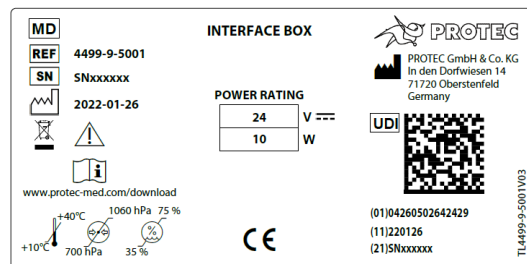 MD
INTERFACE BOX
PROTEC
REF 4499-9-5001
SN SNxxxxxx
2022-01-26
PROTEC GmbH & Co. KG
In den Dorfwiesen 14
71720 Oberstenfeld
Germany
POWER RATING
24 V
10 W
UDI
i
www.protec-med.com/download
+40°C
+10°C
1060 hPa
700 hPa
75 %
%
35 %
CE
(01)04260502642429
(11)220126
(21)SNxxxxxx
TL4499-9-5001V03